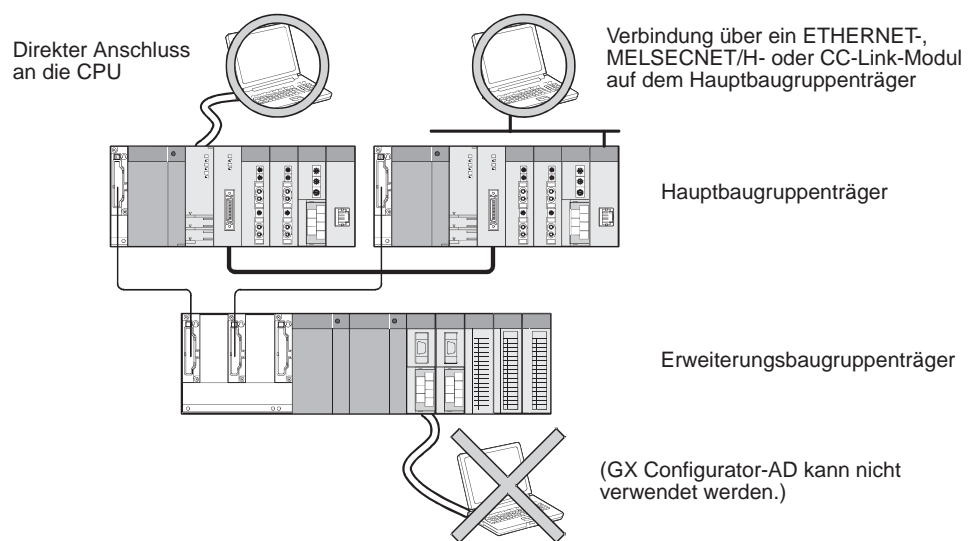 Direkter Anschluss
an die CPU
Verbindung über ein ETHERNET-,
MELSECNET/H- oder CC-Link-Modul
auf dem Hauptbaugruppenträger
Hauptbaugruppenträger
Erweiterungsbaugruppenträger
(GX Configurator-AD kann nicht
verwendet werden.)